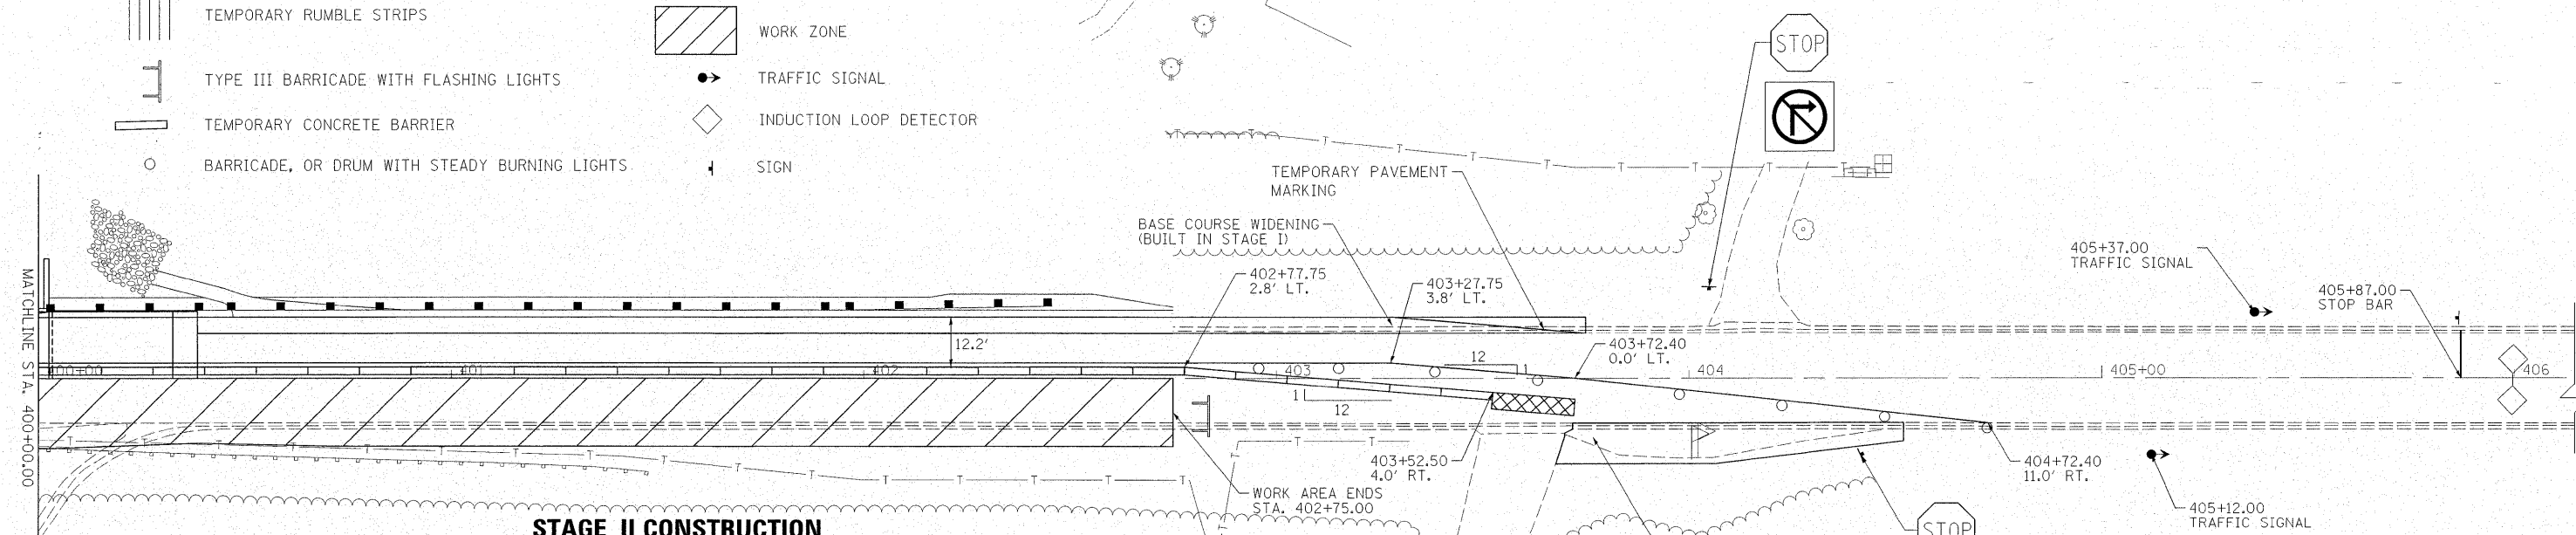 TEMPORARY RUMBLE STRIPS
TYPE III BARRICADE WITH FLASHING LIGHTS
TEMPORARY CONCRETE BARRIER
BARRICADE, OR DRUM WITH STEADY BURNING LIGHTS
WORK ZONE
TRAFFIC SIGNAL
INDUCTION LOOP DETECTOR
SIGN
STOP
TEMPORARY PAVEMENT
MARKING
BASE COURSE WIDENING
(BUILT IN STAGE I)
402+77.75
2.8' LT.
403+27.75
3.8' LT.
405+37.00
TRAFFIC SIGNAL
405+87.00
STOP BAR
MATCHLINE STA. 400+00.00
12.2'
403+72.40
0.0' LT.
12
1
401
402
403
404
405+00
406
1
12
403+52.50
4.0' RT.
404+72.40
11.0' RT.
WORK AREA ENDS
STA. 402+75.00
405+12.00
TRAFFIC SIGNAL
STOP
STAGE II CONSTRUCTION